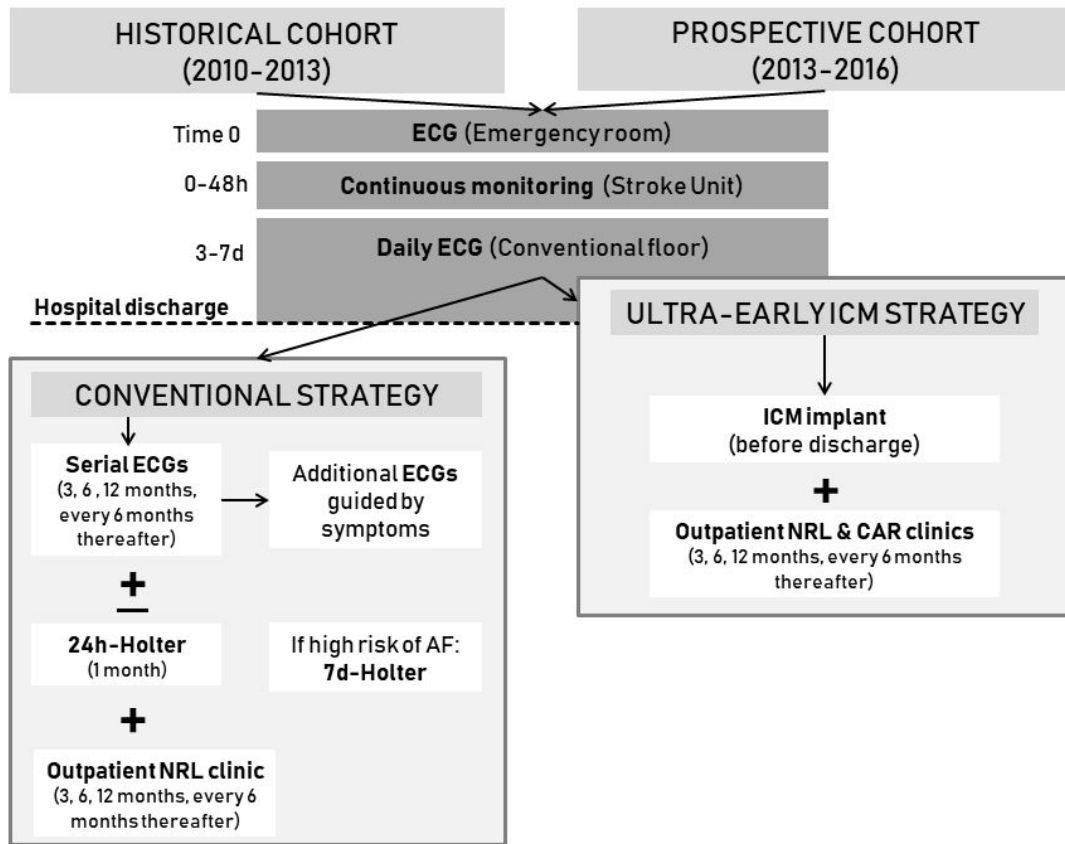 HISTORICAL COHORT
(2010-2013)
PROSPECTIVE COHORT
(2013-2016)
Time 0
ECG (Emergency room)
0-48h
Continuous monitoring (Stroke Unit)
3-7d
Daily ECG (Conventional floor)
Hospital discharge
ULTRA-EARLY ICM STRATEGY
ICM implant
(before discharge)
+
Outpatient NRL & CAR clinics
(3, 6, 12 months, every 6 months
thereafter)
CONVENTIONAL STRATEGY
Serial ECGs
(3, 6 , 12 months,
every 6 months
thereafter)
Additional ECGs
guided by
symptoms
±
24h-Holter
(1 month)
If high risk of AF:
7d-Holter
+
Outpatient NRL clinic
(3, 6, 12 months, every 6
months thereafter)